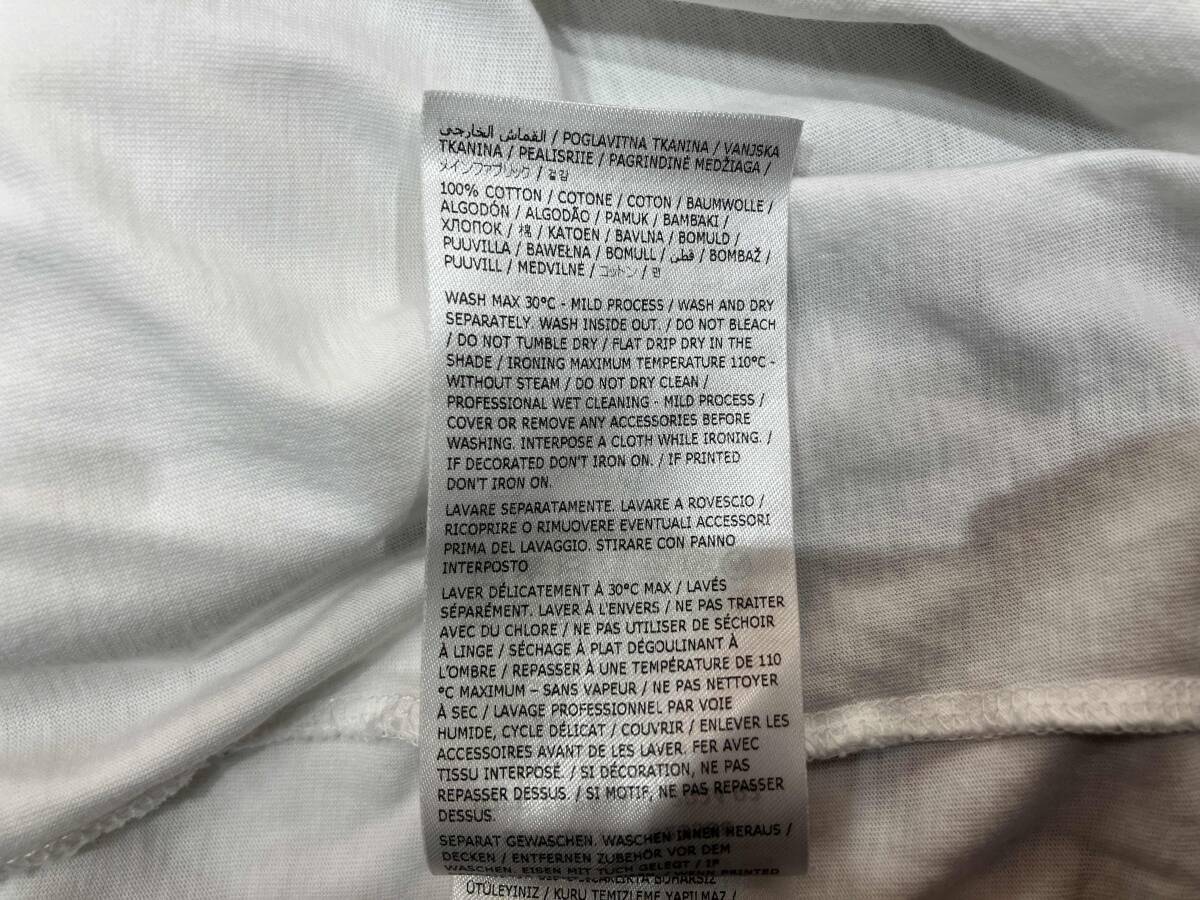 القماش الخارجي / POGLAVITNA TKANINA / VANJSKA
TKANINA / PEALISRIIE / PAGRINDINĖ MEDŽIAGA /
メインファブリック / 겉감
100% COTTON / COTONE / COTON / BAUMWOLLE /
ALGODÓN / ALGODÃO / PAMUK / BAMBAKI /
ХЛОПОК / 棉 / KATOEN / BAVLNA / BOMULD /
PUUVILLA / BAWEŁNA / BOMULL / قطن / BOMBAŽ /
PUUVILL / MEDVILNĖ / コットン / 면
WASH MAX 30°C - MILD PROCESS / WASH AND DRY
SEPARATELY. WASH INSIDE OUT. / DO NOT BLEACH
/ DO NOT TUMBLE DRY / FLAT DRIP DRY IN THE
SHADE / IRONING MAXIMUM TEMPERATURE 110°C -
WITHOUT STEAM / DO NOT DRY CLEAN /
PROFESSIONAL WET CLEANING - MILD PROCESS /
COVER OR REMOVE ANY ACCESSORIES BEFORE
WASHING. INTERPOSE A CLOTH WHILE IRONING. /
IF DECORATED DON'T IRON ON. / IF PRINTED
DON'T IRON ON.
LAVARE SEPARATAMENTE. LAVARE A ROVESCIO /
RICOPRIRE O RIMUOVERE EVENTUALI ACCESSORI
PRIMA DEL LAVAGGIO. STIRARE CON PANNO
INTERPOSTO
LAVER DÉLICATEMENT À 30°C MAX / LAVÉS
SÉPARÉMENT. LAVER À L'ENVERS / NE PAS TRAITER
AVEC DU CHLORE / NE PAS UTILISER DE SÉCHOIR
À LINGE / SÉCHAGE À PLAT DÉGOULINANT À
L'OMBRE / REPASSER À UNE TEMPÉRATURE DE 110
°C MAXIMUM – SANS VAPEUR / NE PAS NETTOYER
À SEC / LAVAGE PROFESSIONNEL PAR VOIE
HUMIDE, CYCLE DÉLICAT / COUVRIR / ENLEVER LES
ACCESSOIRES AVANT DE LES LAVER. FER AVEC
TISSU INTERPOSÉ. / SI DÉCORATION, NE PAS
REPASSER DESSUS. / SI MOTIF, NE PAS REPASSER
DESSUS.
SEPARAT GEWASCHEN. WASCHEN INNEN HERAUS /
DECKEN / ENTFERNEN ZUBEHÖR VOR DEM
WASCHEN. EISEN MIT TUCH GELEGT / IF
WENN PRINTED
ÜTÜLEYINIZ / KURU TEMIZLEME YAPILMAZ /